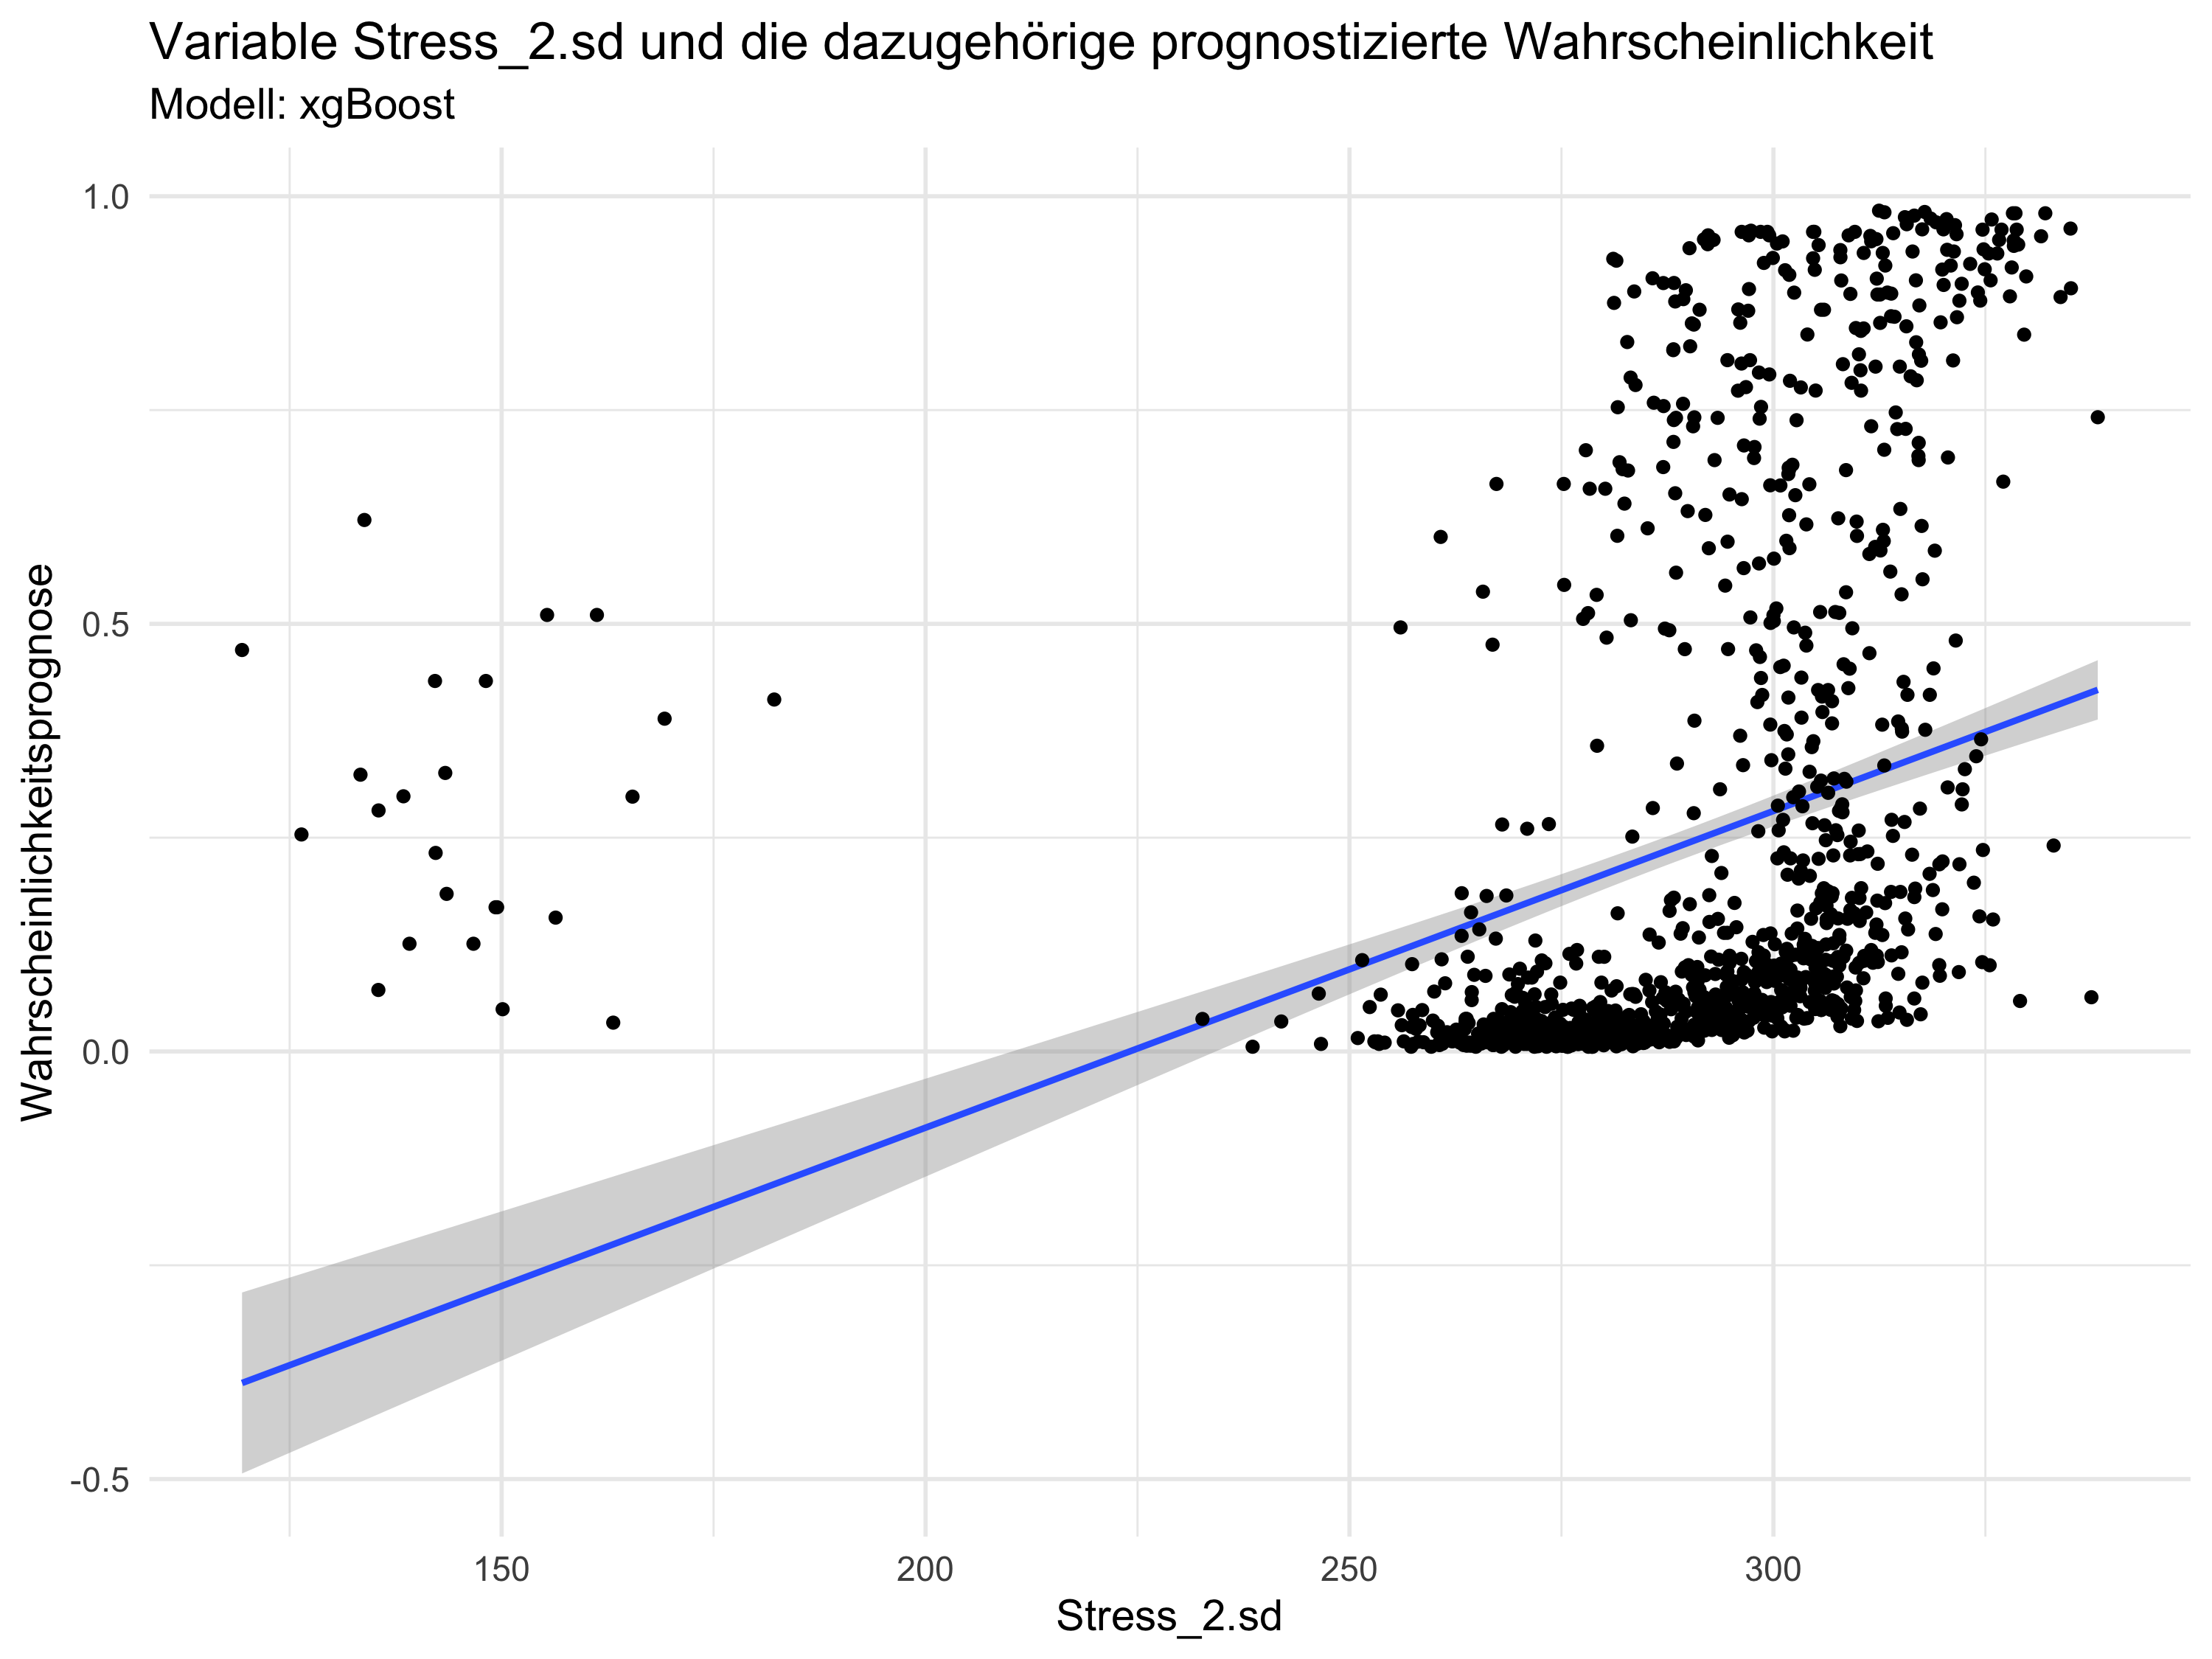 Variable Stress_2.sd und die dazugehörige prognostizierte Wahrscheinlichkeit
Modell: xgBoost
Wahrscheinlichkeitsprognose
1.0
0.5
0.0
-0.5
150
200
250
300
Stress_2.sd